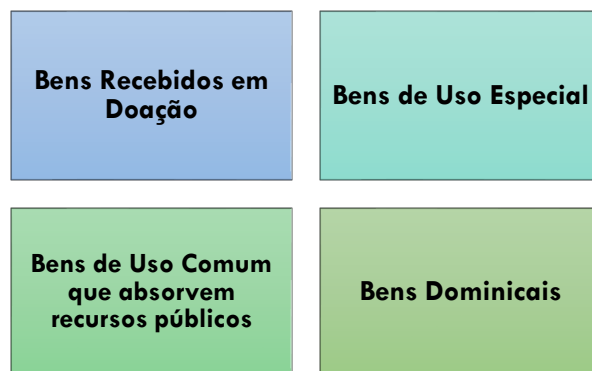 Bens Recebidos em
Doação
Bens de Uso Especial
Bens de Uso Comum
que absorvem
recursos públicos
Bens Dominicais